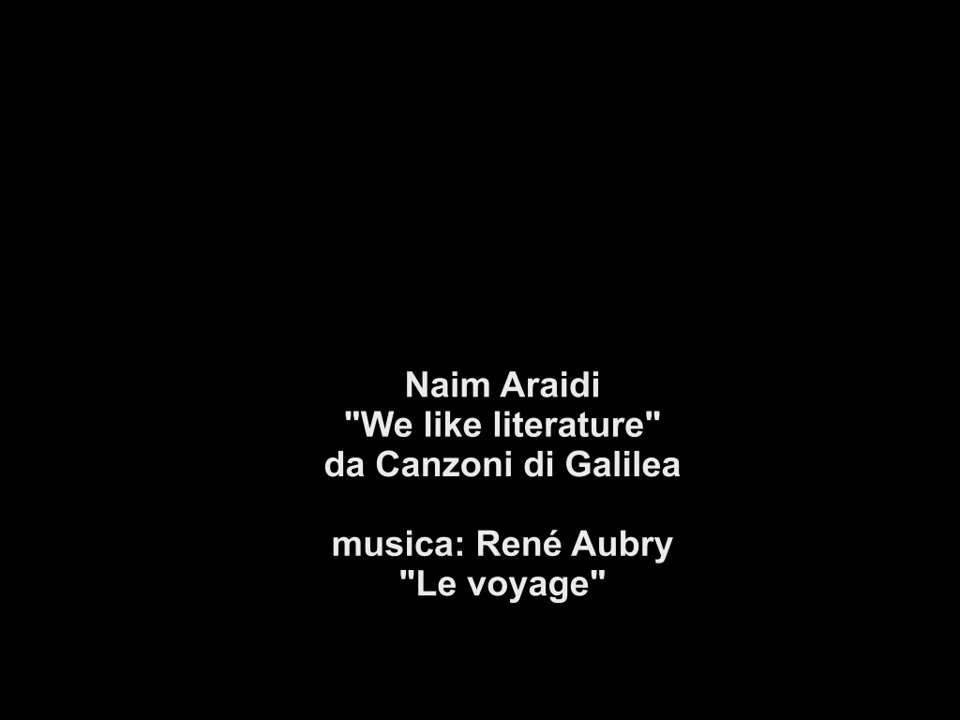 Naim Araidi
"We like literature"
da Canzoni di Galilea
musica: René Aubry
"Le voyage"